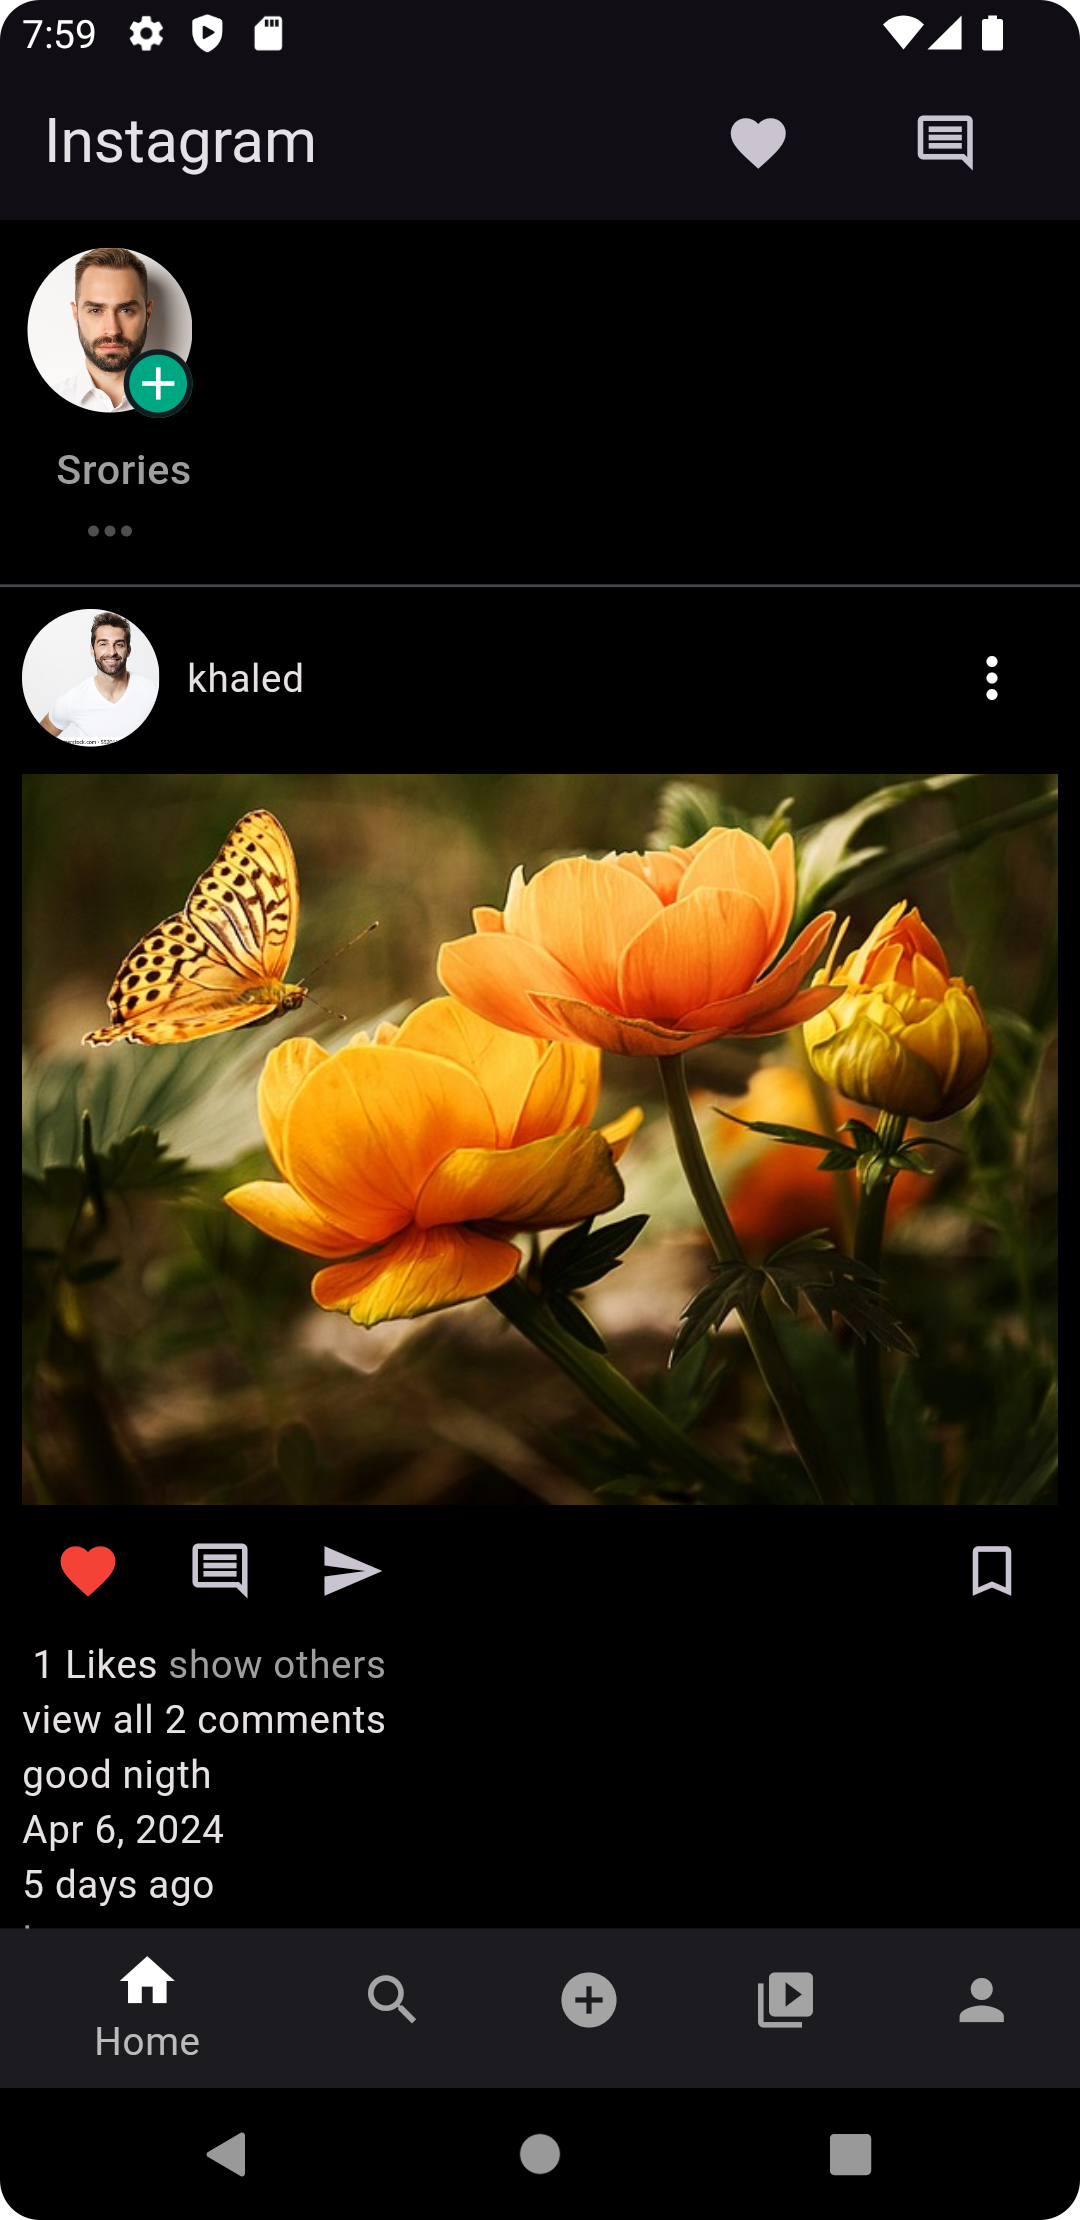 7:59
Instagram
Srories
khaled
1 Likes show others
view all 2 comments
good nigth
Apr 6, 2024
5 days ago
Home